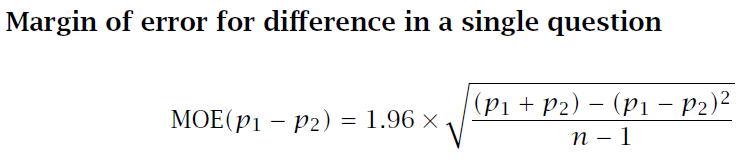 Margin of error for difference in a single question
MOE(p₁ − p₂) = 1.96 × √((p₁ + p₂) − (p₁ − p₂)² / n − 1)